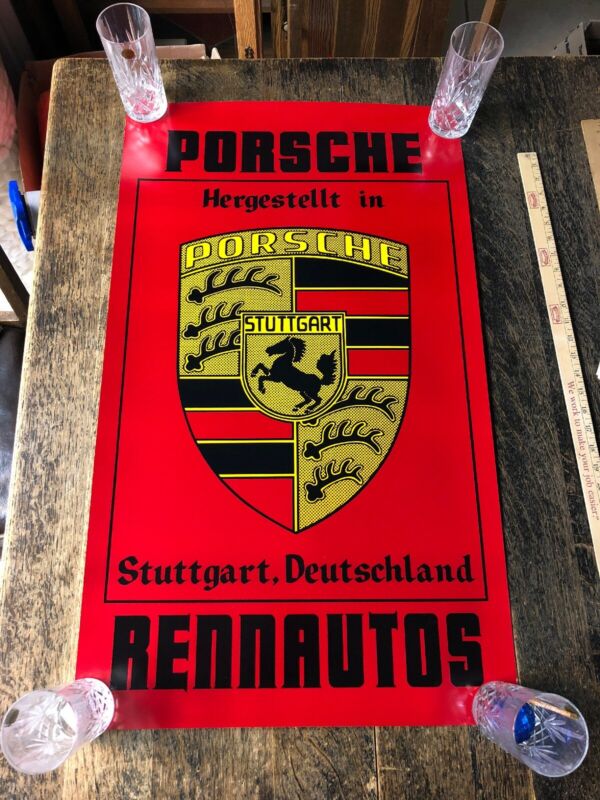 PORSCHE
Hergestellt in
PORSCHE
STUTTGART
Stuttgart, Deutschland
RENNAUTOS
We work to make your job easier!